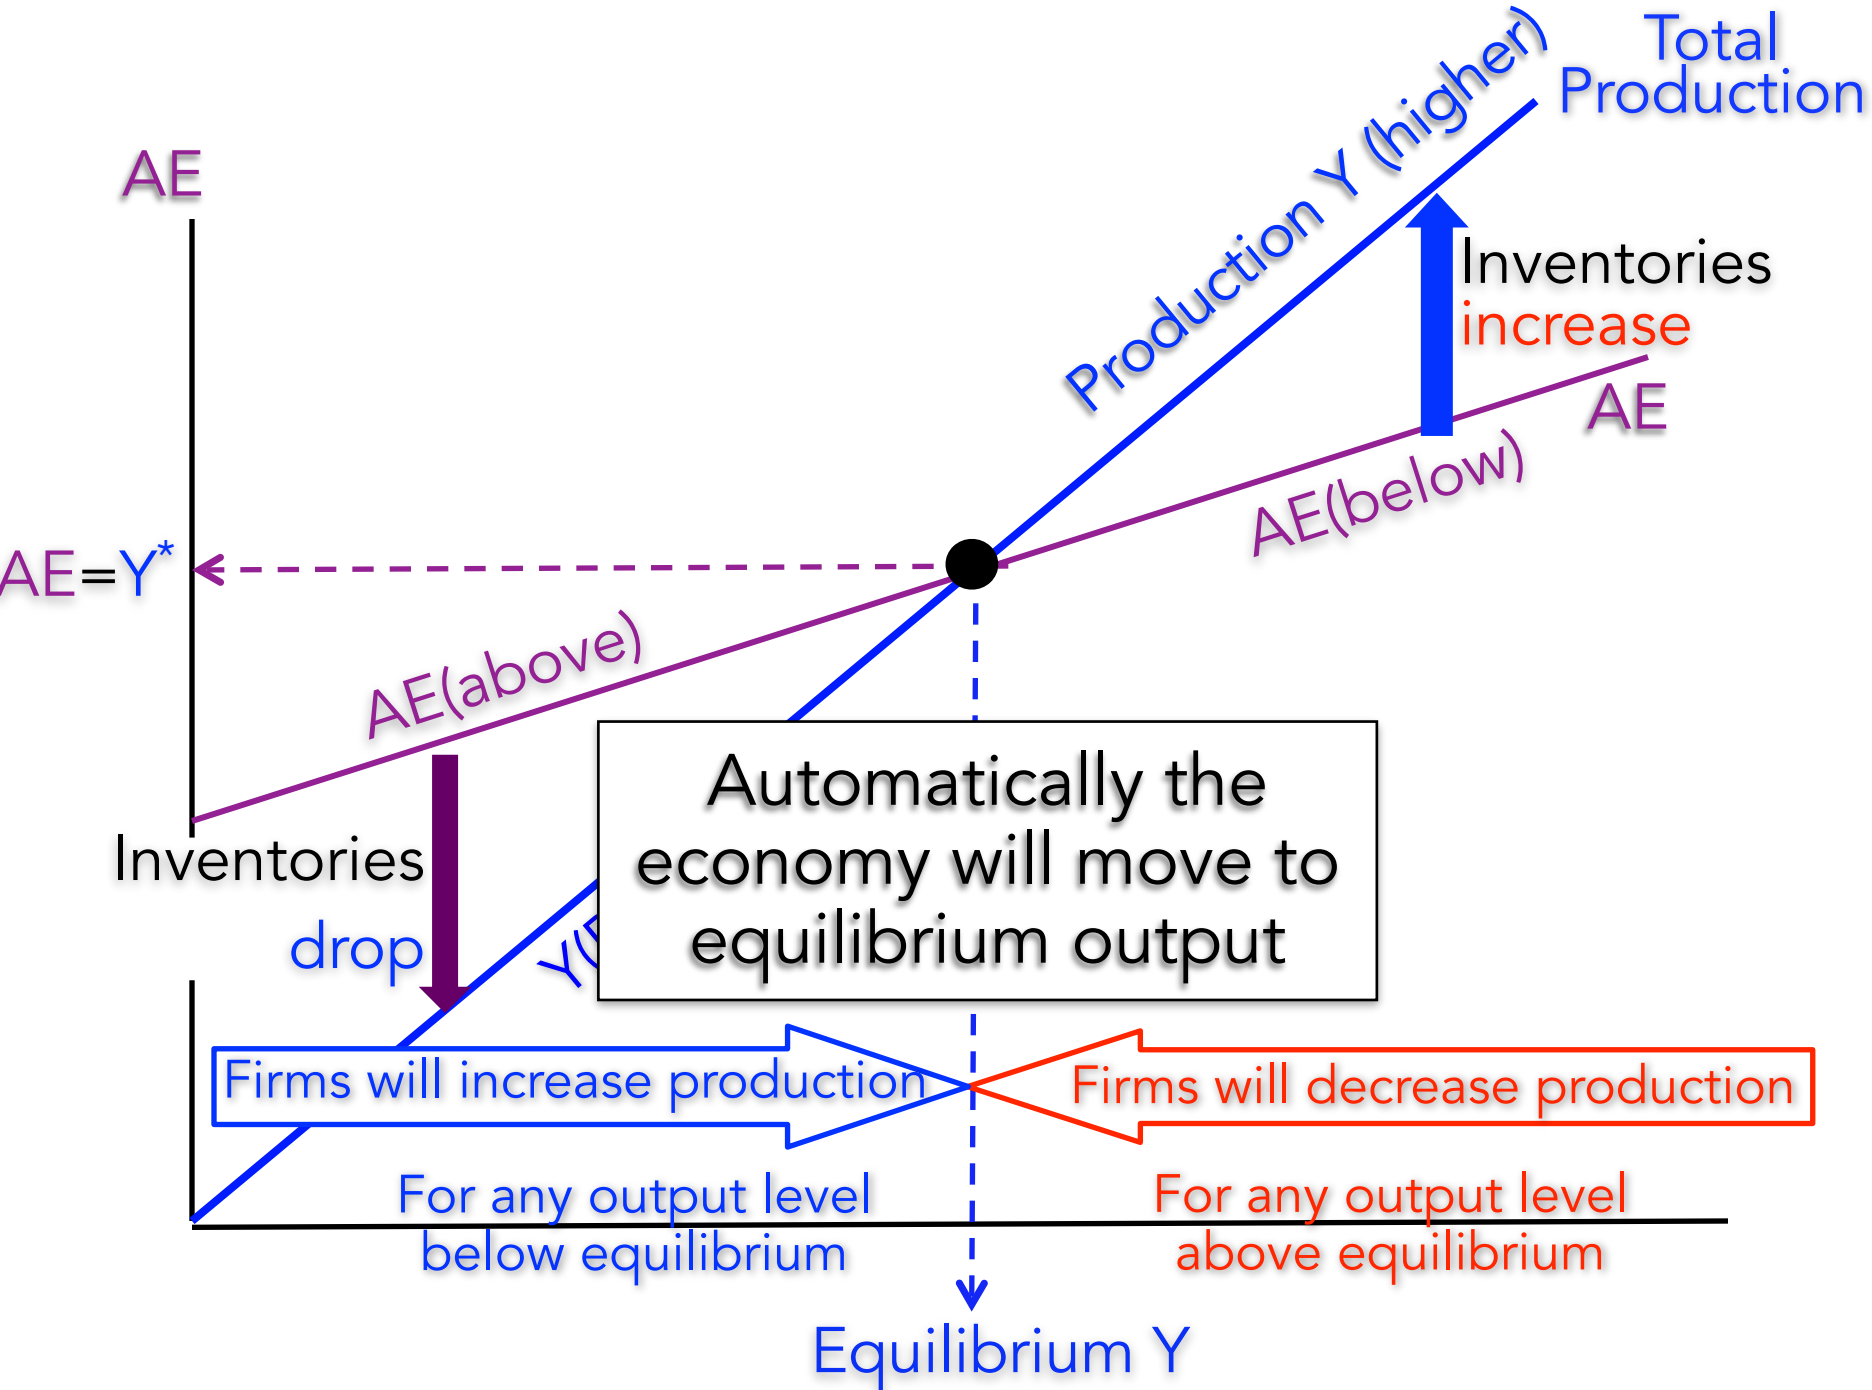 Total
Production
Production Y (higher)
AE
Inventories
increase
AE
AE(below)
AE=Y*
AE(above)
Automatically the
economy will move to
equilibrium output
Inventories
drop
Firms will increase production
Firms will decrease production
For any output level
below equilibrium
For any output level
above equilibrium
Equilibrium Y